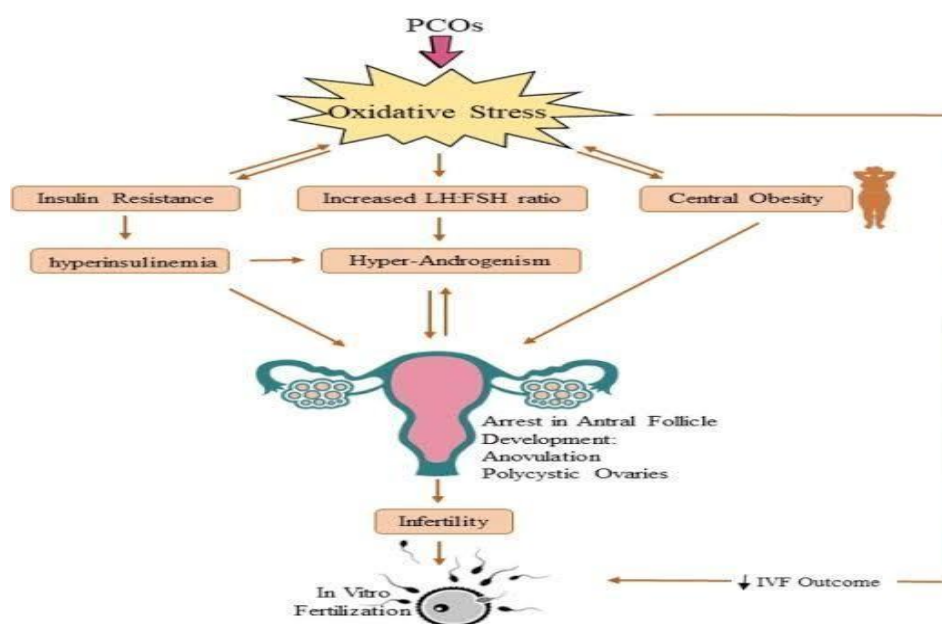 PCOs
Oxidative Stress
Insulin Resistance
Increased LH:FSH ratio
Central Obesity
hyperinsulinemia
Hyper-Androgenism
Arrest in Antral Follicle
Development:
Anovulation
Polycystic Ovaries
Infertility
In Vitro
Fertilization
IVF Outcome